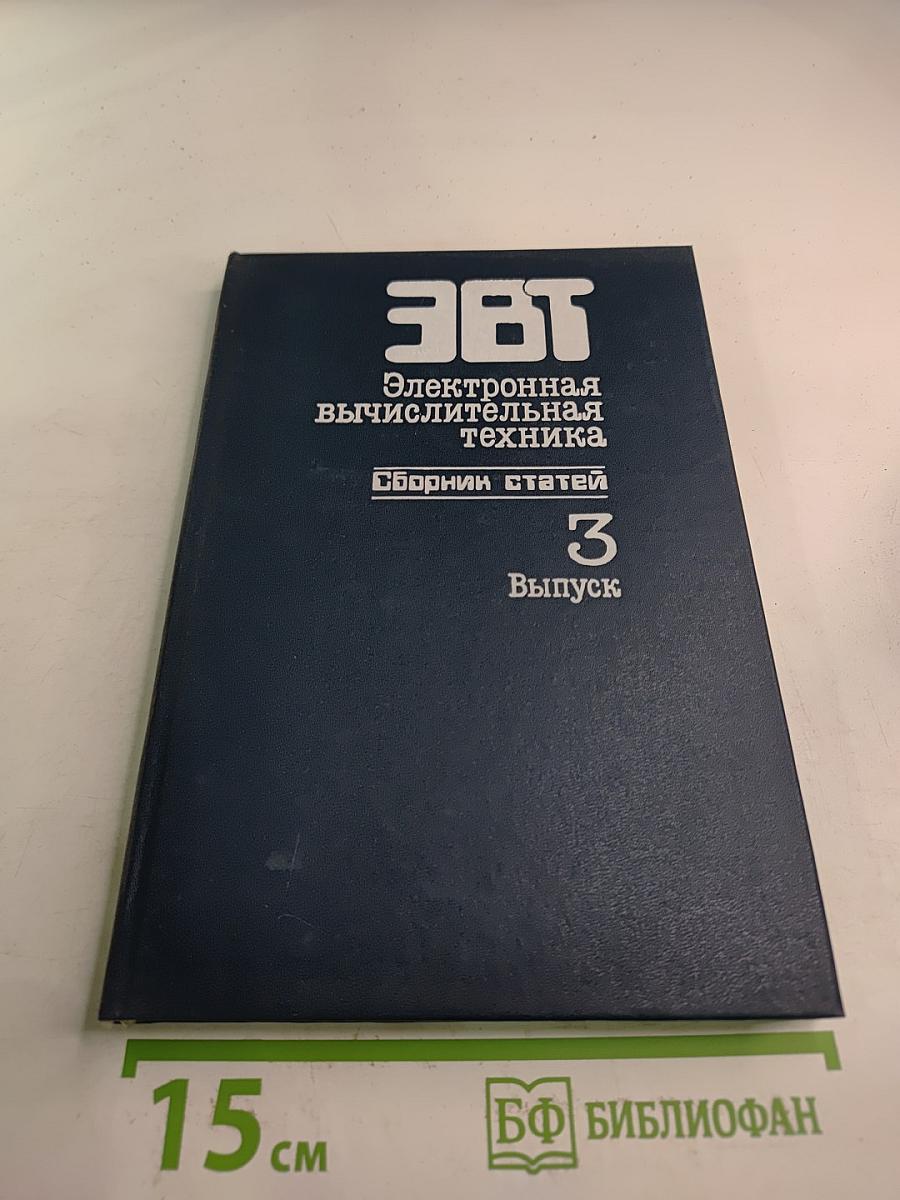 ЭВТ
Электронная
вычислительная
техника
Сборник статей
3
Выпуск
15 см
БФ БИБЛИОФАН